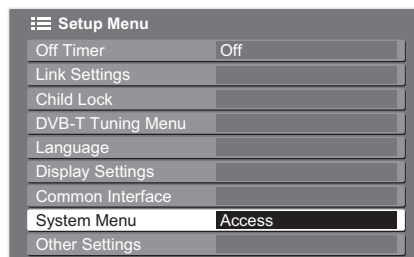 Setup Menu
Off Timer Off
Link Settings
Child Lock
DVB-T Tuning Menu
Language
Display Settings
Common Interface
System Menu Access
Other Settings